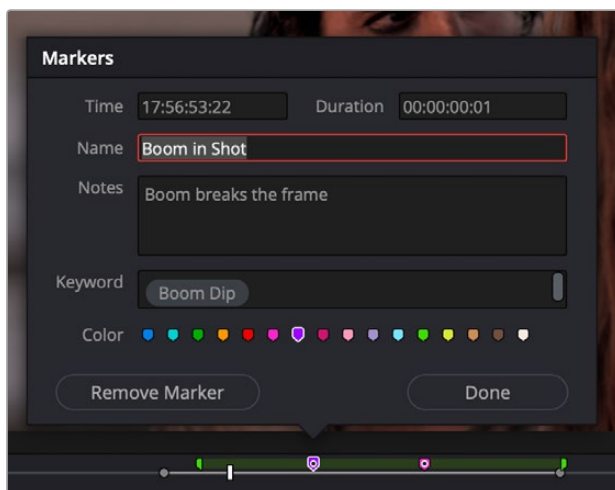 Markers
Time 17:56:53:22 Duration 00:00:00:01
Name Boom in Shot
Notes Boom breaks the frame
Keyword Boom Dip
Color
Remove Marker Done